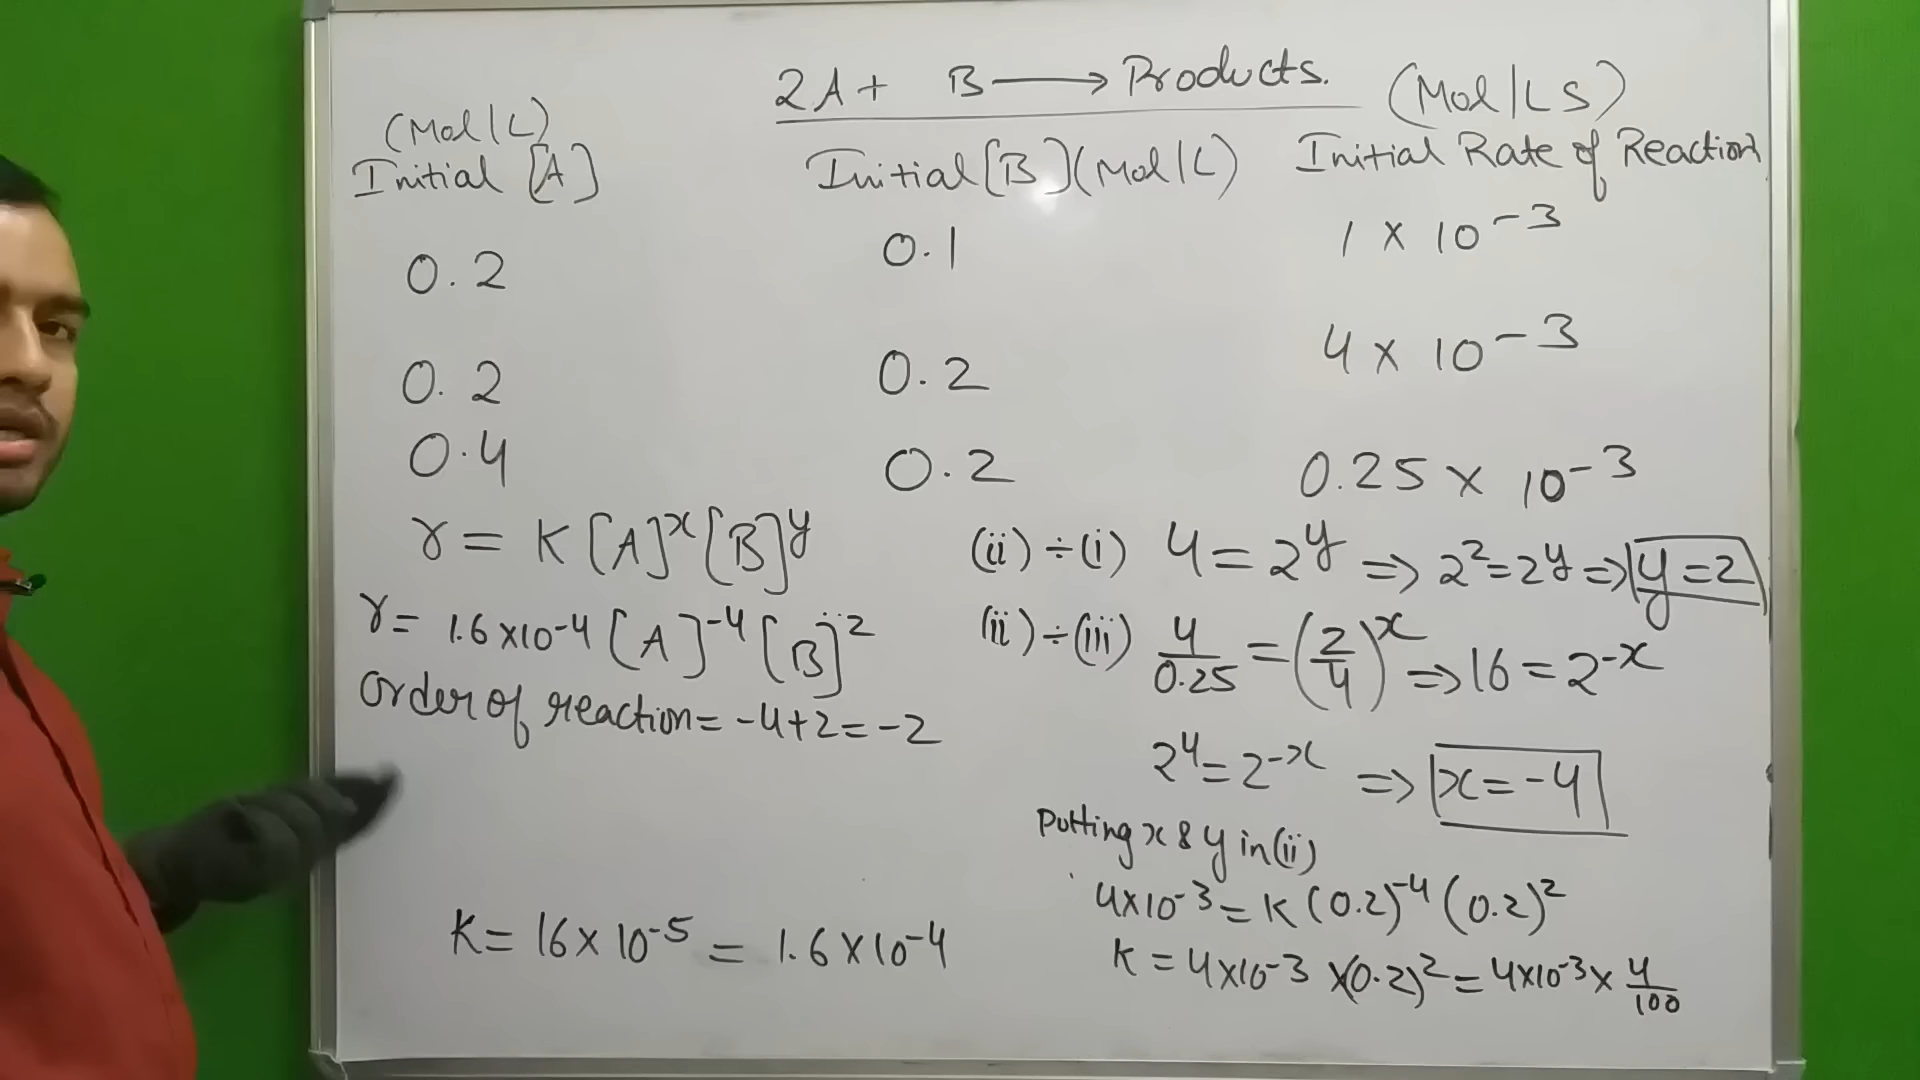 2A + B ⟶ Products.
(Mol/L)
Initial [A]
Initial [B] (Mol/L)
(Mol/LS)
Initial Rate of Reaction
0.2 0.1 1 × 10⁻³
0.2 0.2 4 × 10⁻³
0.4 0.2 0.25 × 10⁻³
r = K [A]ˣ [B]ʸ
r = 1.6×10⁻⁴ [A]⁻⁴ [B]²
Order of reaction = -4+2 = -2
K = 16 × 10⁻⁵ = 1.6 × 10⁻⁴
(ii) ÷ (i) 4 = 2ʸ ⇒ 2² = 2ʸ ⇒ y = 2
(ii) ÷ (iii) 4/0.25 = (2/4)ˣ ⇒ 16 = 2⁻ˣ
2⁴ = 2⁻ˣ ⇒ x = -4
Putting x & y in (ii)
4×10⁻³ = K (0.2)⁻⁴ (0.2)²
K = 4×10⁻³ × (0.2)² = 4×10⁻³ × 4/100